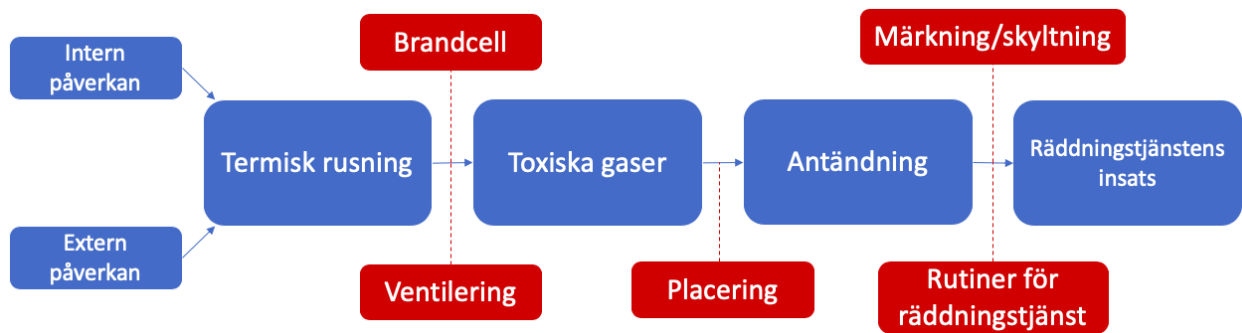 Intern
påverkan
Extern
påverkan
Termisk rusning
Brandcell
Ventilering
Toxiska gaser
Placering
Antändning
Märkning/skyltning
Rutiner för
räddningstjänst
Räddningstjänstens
insats